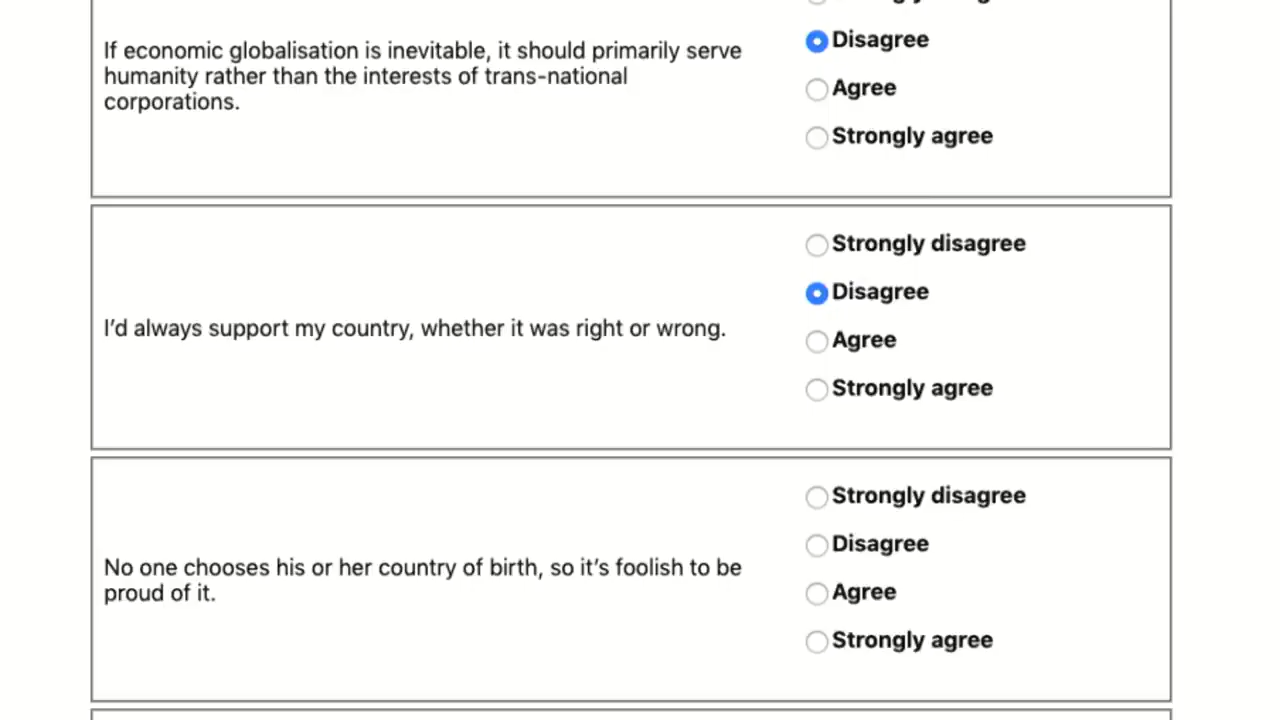 Disagree
If economic globalisation is inevitable, it should primarily serve
humanity rather than the interests of trans-national
corporations.
Agree
Strongly agree
Strongly disagree
Disagree
I’d always support my country, whether it was right or wrong.
Agree
Strongly agree
Strongly disagree
Disagree
No one chooses his or her country of birth, so it’s foolish to be
proud of it.
Agree
Strongly agree